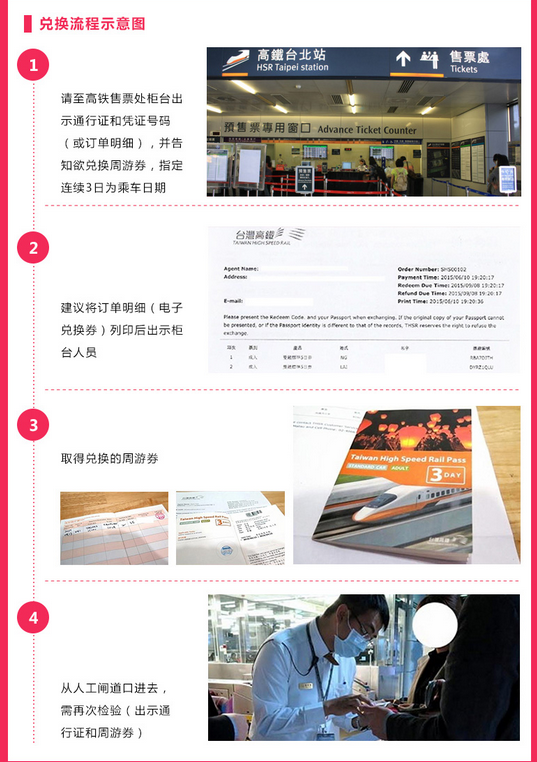 兑换流程示意图
1
请至高铁售票处柜台出
示通行证和凭证号码
（或订单明细），并告
知欲兑换周游券，指定
连续3日为乘车日期
高鐵台北站
HSR Taipei station
售票處
Tickets
預售票專用窗口 Advance Ticket Counter
2
建议将订单明细（电子
兑换券）列印后出示柜
台人员
台灣高鐵
TAIWAN HIGH SPEED RAIL
Agent Name:
Address:
E-mail:
Order Number: SHS00102
Payment Time: 2015/06/10 19:20:17
Redeem Due Time: 2015/09/08 19:20:17
Refund Due Time: 2015/09/08 19:20:17
Print Time: 2015/06/10 19:20:36
Please present the Redeem Code, and your Passport when exchanging. If the original copy of your Passport cannot
be presented, or if the Passport identity is different to that of the records, THSR reserves the right to refuse the
exchange.
1
2
3
取得兑换的周游券
Taiwan High Speed Rail Pass
STANDARD CAR ADULT
3 DAY
4
从人工闸道口进去，
需再次检验（出示通
行证和周游券）